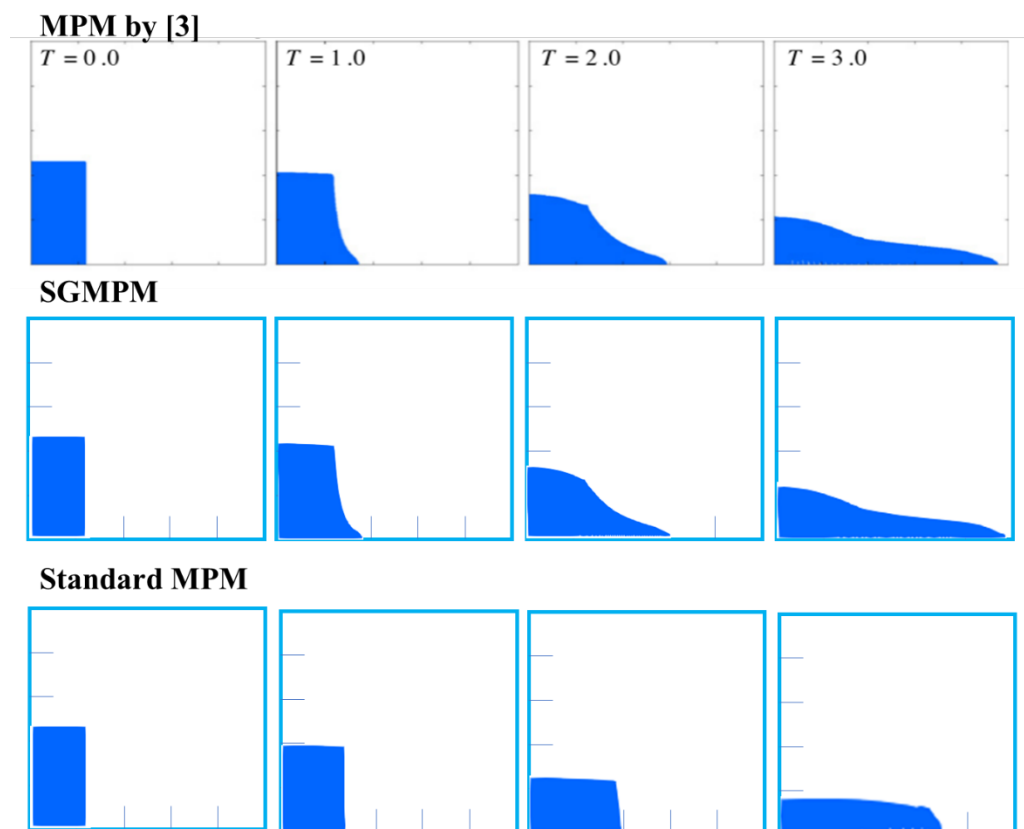 MPM by [3]
T = 0.0
T = 1.0
T = 2.0
T = 3.0
SGMPM
Standard MPM